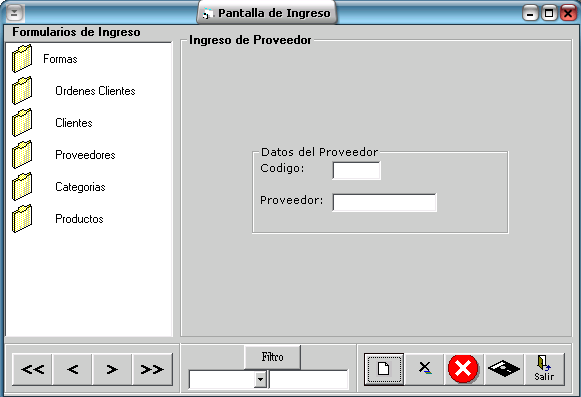 Pantalla de Ingreso
Formularios de Ingreso
Formas
Ordenes Clientes
Clientes
Proveedores
Categorias
Productos
Ingreso de Proveedor
Datos del Proveedor
Codigo:
Proveedor:
<< < > >>
Filtro
Salir